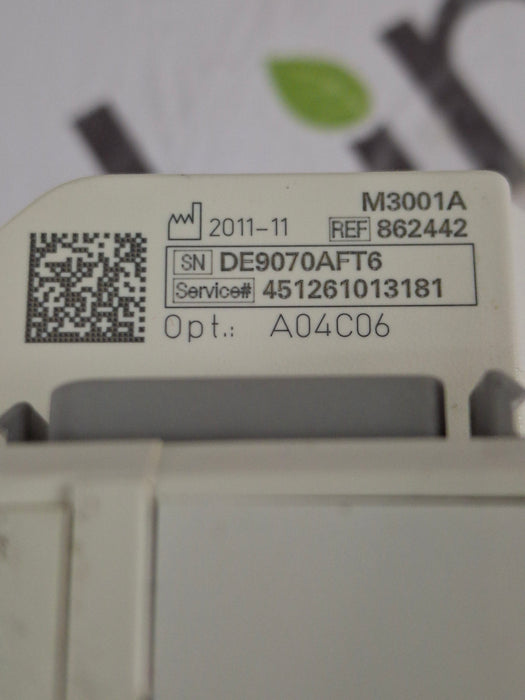 M3001A
2011-11 REF 862442
SN DE9070AFT6
Service# 451261013181
Opt.: A04C06